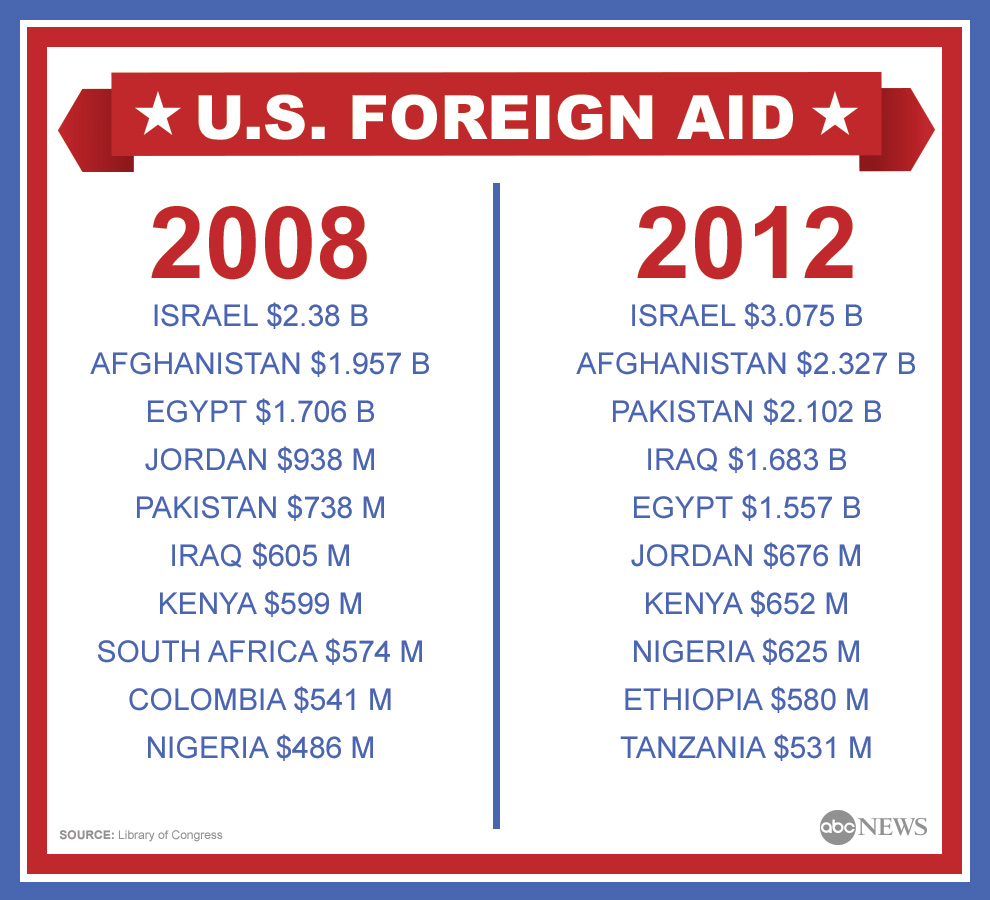 U.S. FOREIGN AID
2008
ISRAEL $2.38 B
AFGHANISTAN $1.957 B
EGYPT $1.706 B
JORDAN $938 M
PAKISTAN $738 M
IRAQ $605 M
KENYA $599 M
SOUTH AFRICA $574 M
COLOMBIA $541 M
NIGERIA $486 M
2012
ISRAEL $3.075 B
AFGHANISTAN $2.327 B
PAKISTAN $2.102 B
IRAQ $1.683 B
EGYPT $1.557 B
JORDAN $676 M
KENYA $652 M
NIGERIA $625 M
ETHIOPIA $580 M
TANZANIA $531 M
SOURCE: Library of Congress
abc NEWS